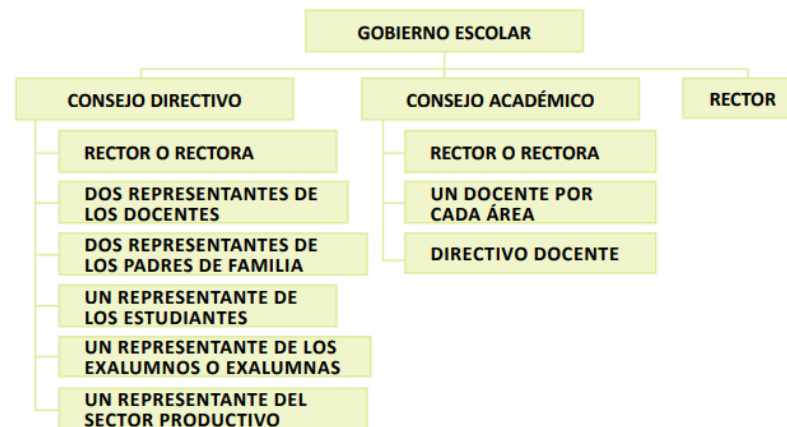 GOBIERNO ESCOLAR
CONSEJO DIRECTIVO
RECTOR O RECTORA
DOS REPRESENTANTES DE
LOS DOCENTES
DOS REPRESENTANTES DE
LOS PADRES DE FAMILIA
UN REPRESENTANTE DE
LOS ESTUDIANTES
UN REPRESENTANTE DE LOS
EXALUMNOS O EXALUMNAS
UN REPRESENTANTE DEL
SECTOR PRODUCTIVO
CONSEJO ACADÉMICO
RECTOR O RECTORA
UN DOCENTE POR
CADA ÁREA
DIRECTIVO DOCENTE
RECTOR